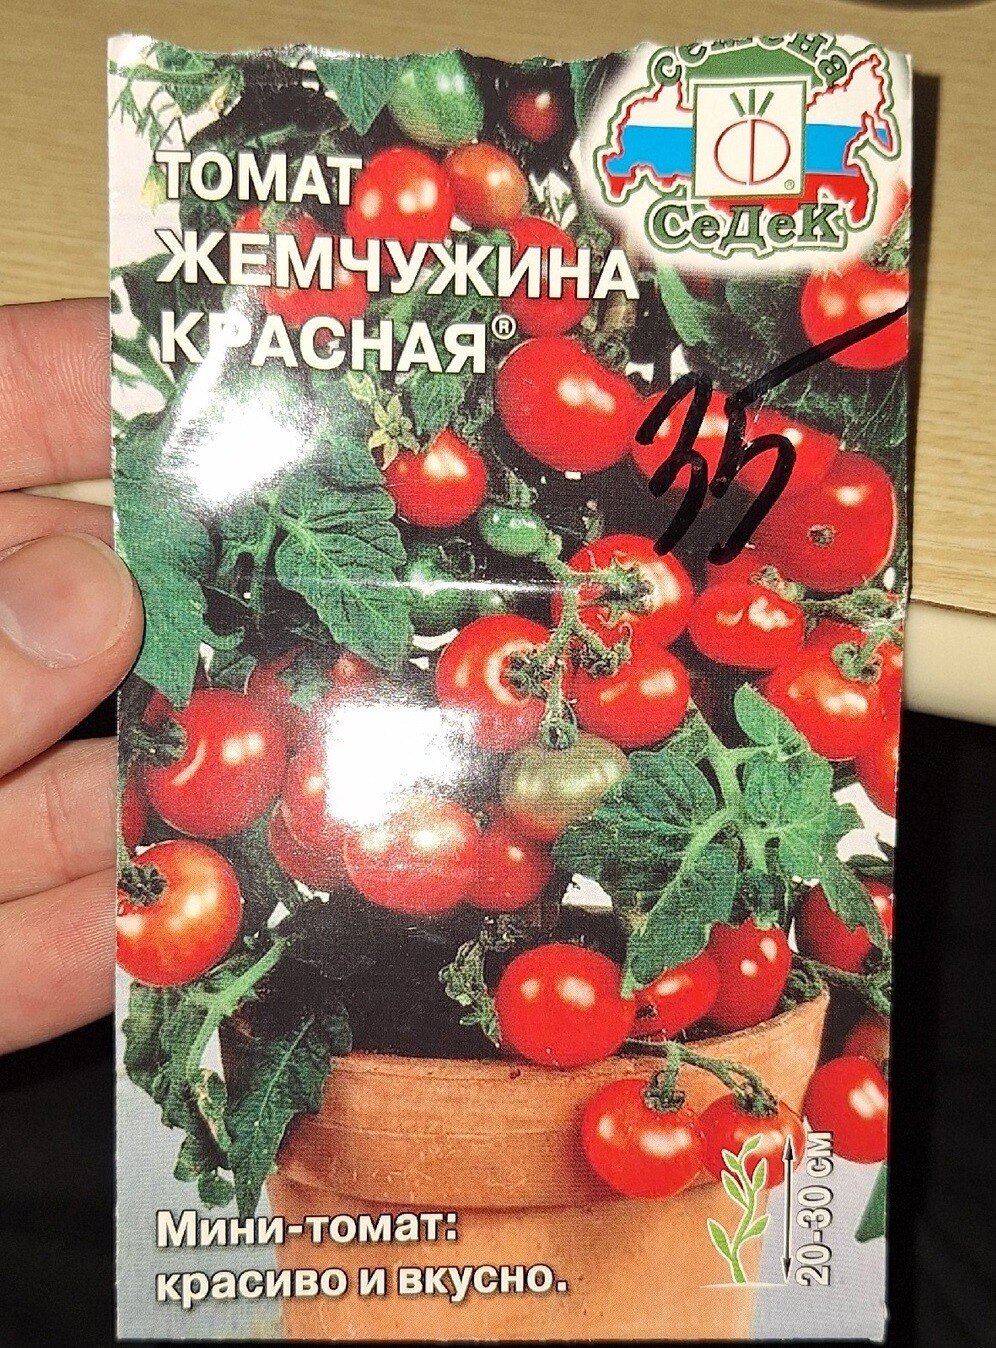 семена
СеДеК
ТОМАТ
ЖЕМЧУЖИНА
КРАСНАЯ®
35
Мини-томат:
красиво и вкусно.
20-30 см